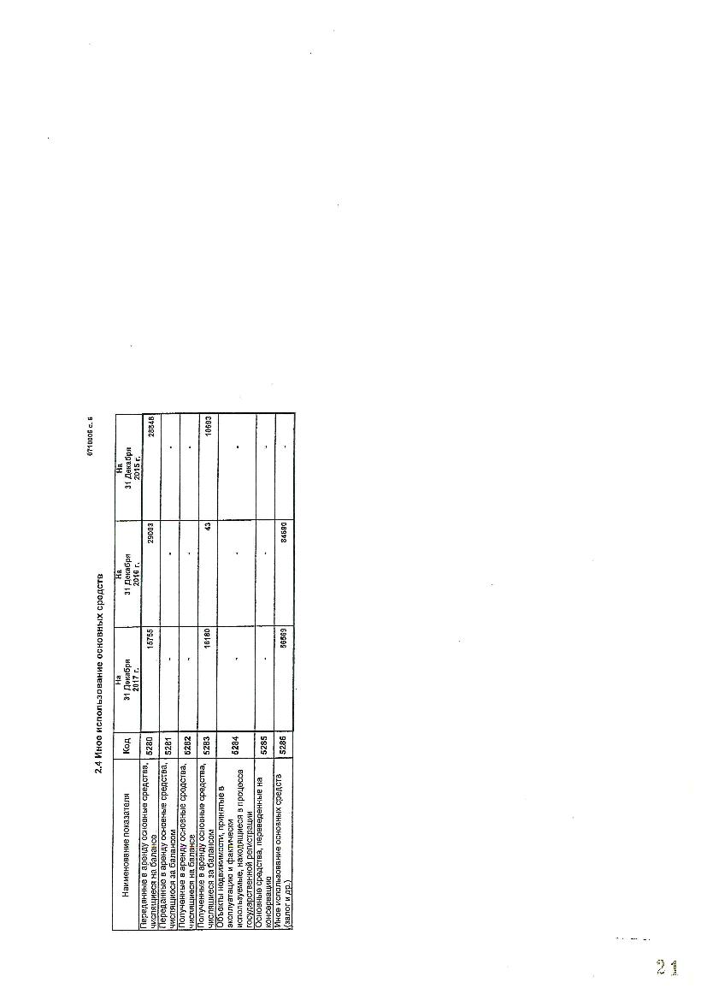 0710005 с. 6
2.4 Иное использование основных средств
Наименование показателя Код На 31 Декабря 2017 г. На 31 Декабря 2016 г. На 31 Декабря 2015 г.
Переданные в аренду основные средства,
числящиеся на балансе 5280 15755 29003 28848
Переданные в аренду основные средства,
числящиеся за балансом 5281 - - -
Полученные в аренду основные средства,
числящиеся на балансе 5282 - - -
Полученные в аренду основные средства,
числящиеся за балансом 5283 16180 43 10693
Объекты недвижимости, принятые в
эксплуатацию и фактически
используемые, находящиеся в процессе
государственной регистрации 5284 - - -
Основные средства, переведенные на
консервацию 5285 - - -
Иное использование основных средств
(залог и др.) 5286 56569 84590 -
21